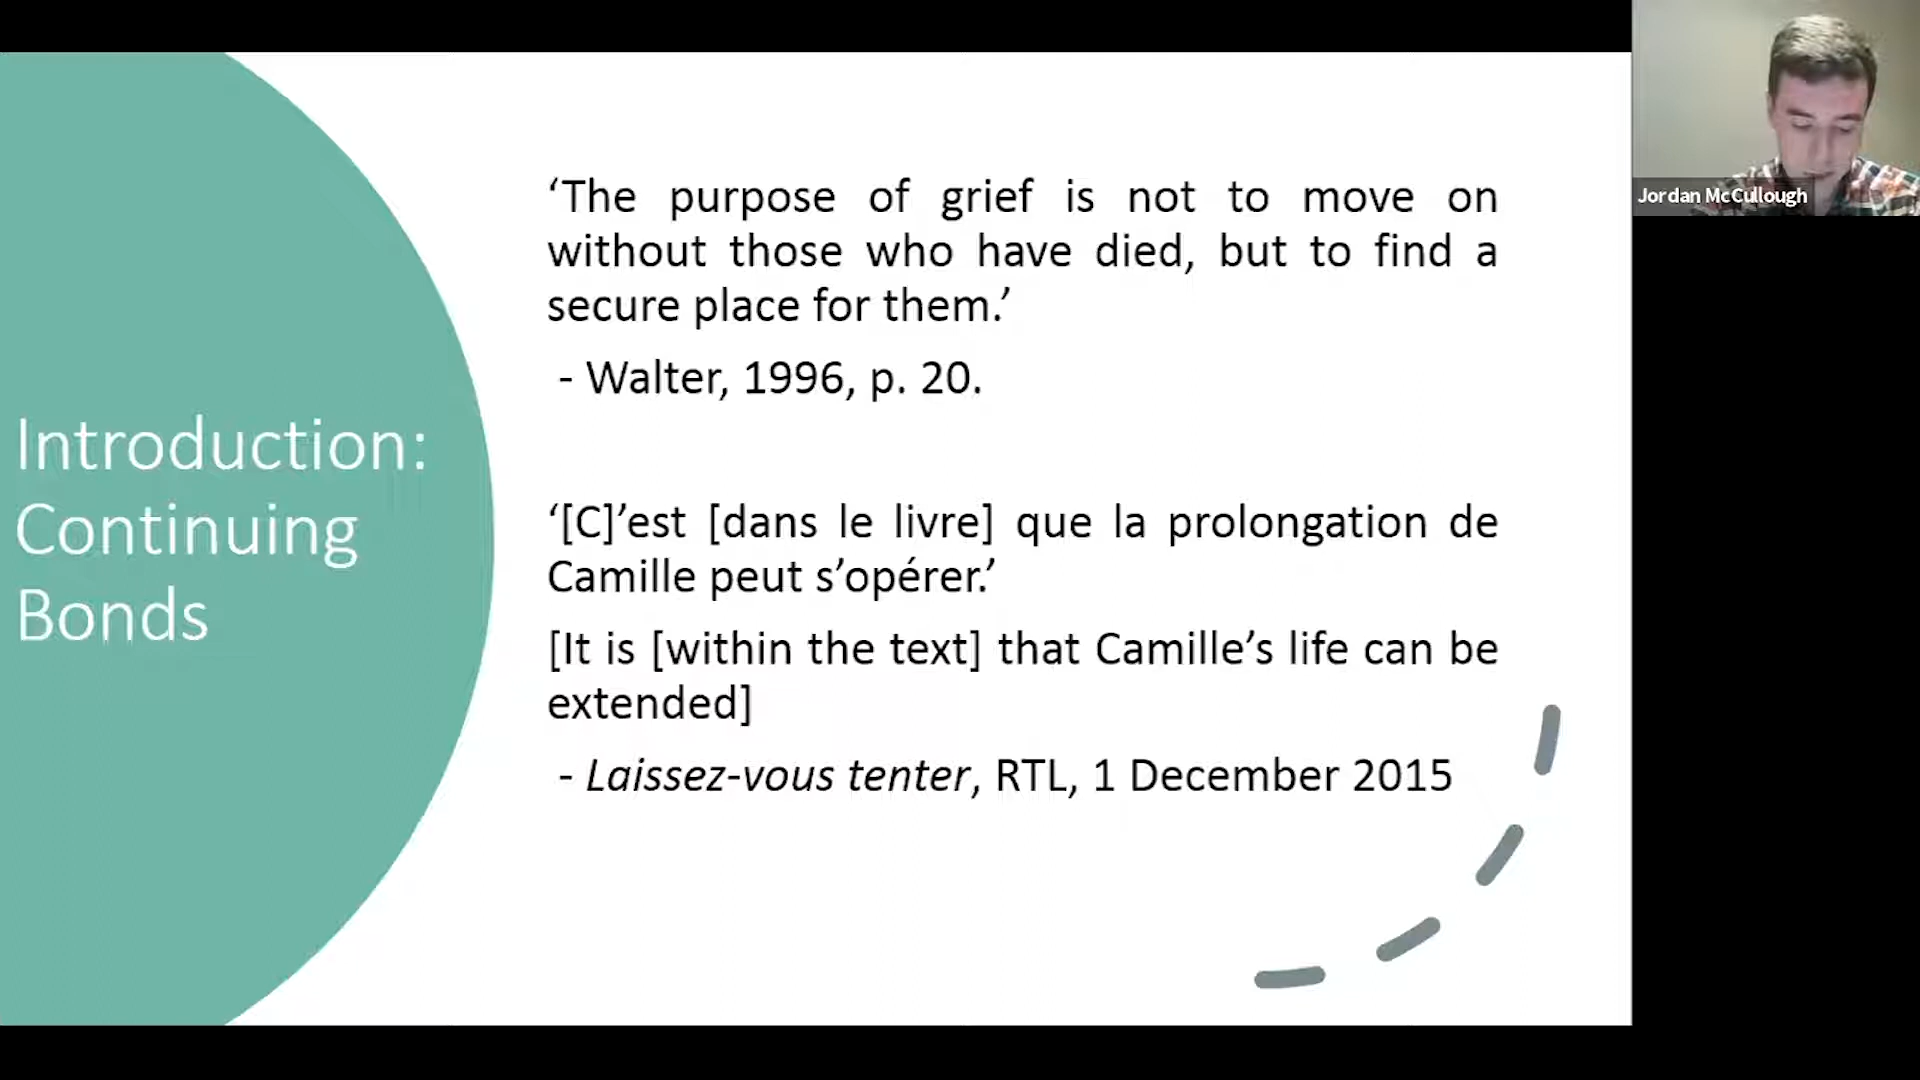 Introduction:
Continuing
Bonds
‘The purpose of grief is not to move on
without those who have died, but to find a
secure place for them.’
- Walter, 1996, p. 20.
‘[C]’est [dans le livre] que la prolongation de
Camille peut s’opérer.’
[It is [within the text] that Camille’s life can be
extended]
- Laissez-vous tenter, RTL, 1 December 2015
Jordan McCullough